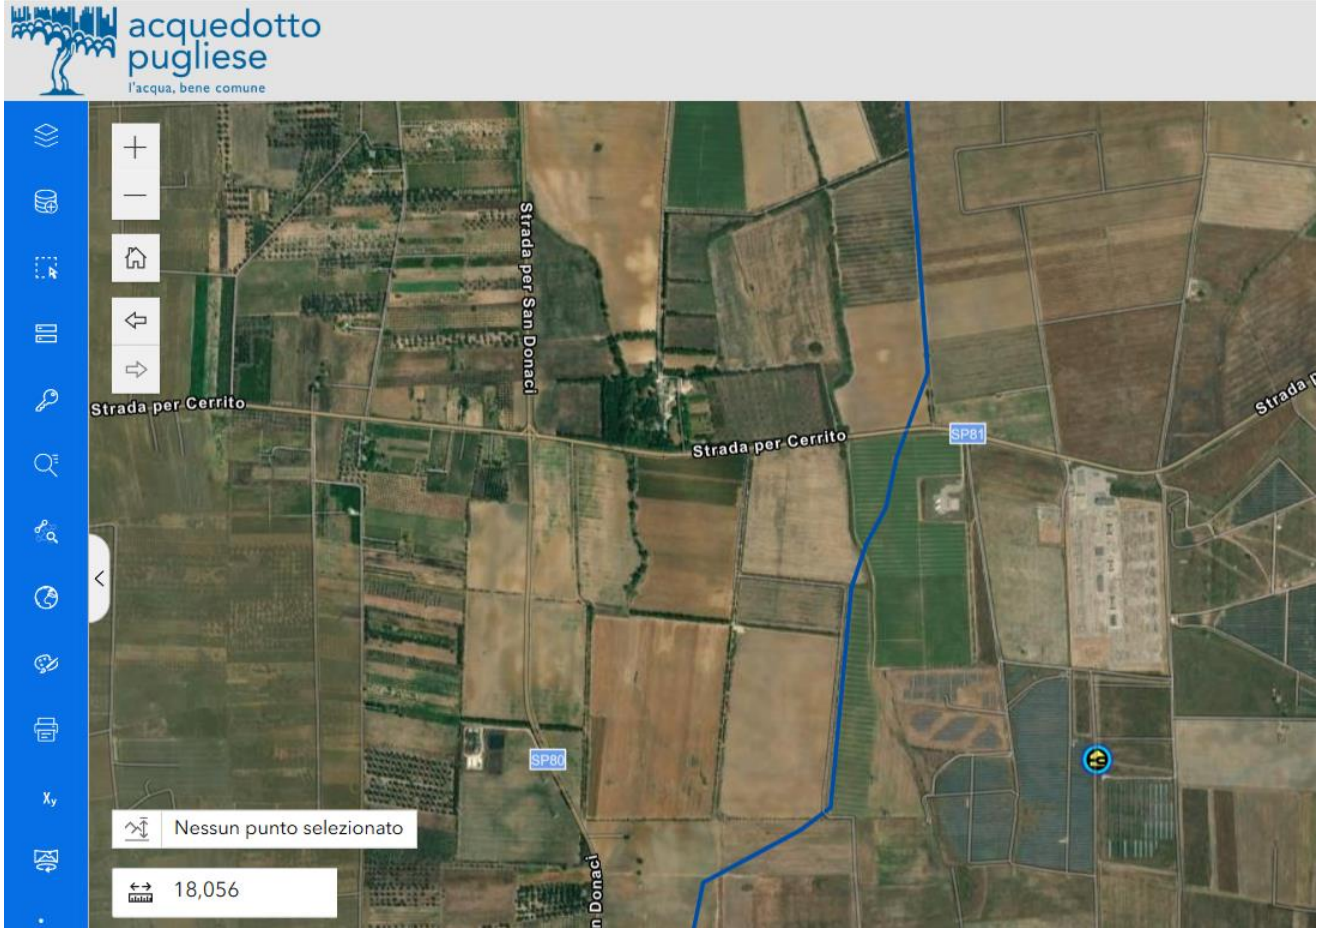 acquedotto
pugliese
l'acqua, bene comune
Strada per San Donaci
Strada per Cerrito
Strada per Cerrito
SP81
Strada
SP80
Donaci
Nessun punto selezionato
18,056
Xy